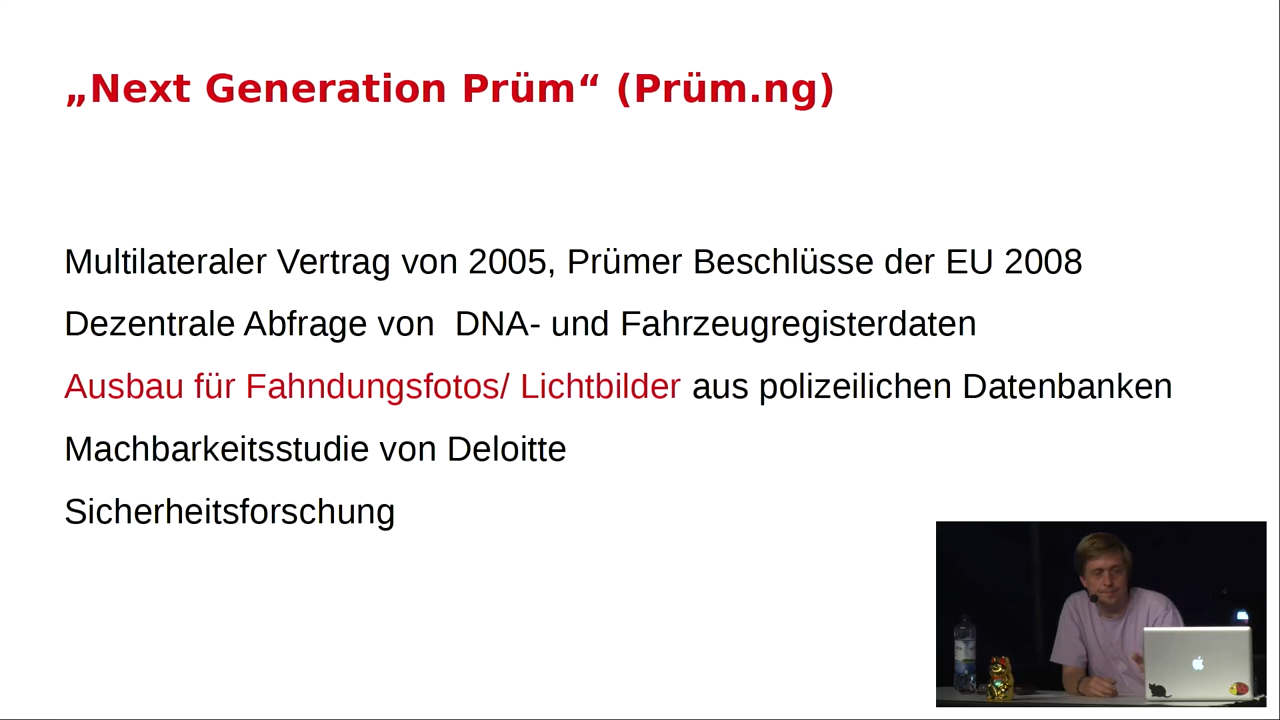 „Next Generation Prüm“ (Prüm.ng)
Multilateraler Vertrag von 2005, Prümer Beschlüsse der EU 2008
Dezentrale Abfrage von  DNA- und Fahrzeugregisterdaten
Ausbau für Fahndungsfotos/ Lichtbilder aus polizeilichen Datenbanken
Machbarkeitsstudie von Deloitte
Sicherheitsforschung